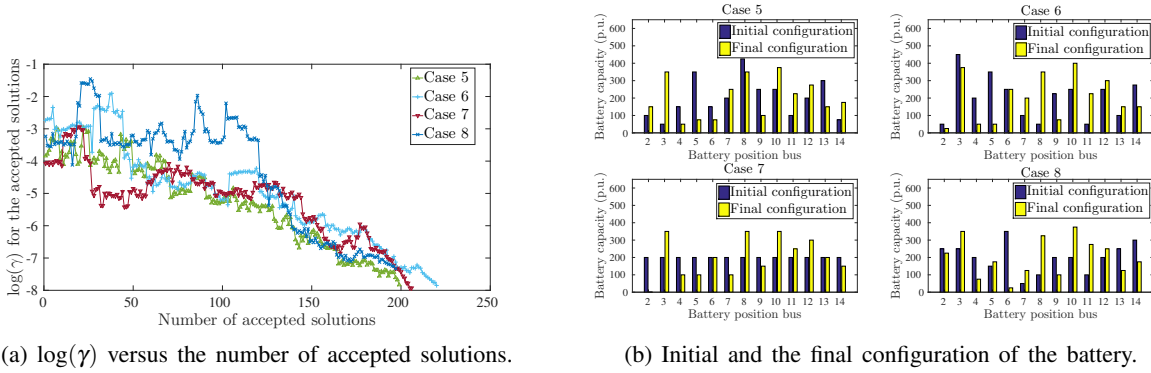 -1
-2
-3
-4
-5
-6
-7
-8
log(γ) for the accepted solutions
0 50 100 150 200 250
Number of accepted solutions
Case 5
Case 6
Case 7
Case 8
(a) log(γ) versus the number of accepted solutions.
Case 5
Initial configuration
Final configuration
Battery capacity (p.u.)
600
500
400
300
200
100
0
2 3 4 5 6 7 8 9 10 11 12 13 14
Battery position bus
Case 6
Initial configuration
Final configuration
Battery capacity (p.u.)
600
500
400
300
200
100
0
2 3 4 5 6 7 8 9 10 11 12 13 14
Battery position bus
Case 7
Initial configuration
Final configuration
Battery capacity (p.u.)
600
500
400
300
200
100
0
2 3 4 5 6 7 8 9 10 11 12 13 14
Battery position bus
Case 8
Initial configuration
Final configuration
Battery capacity (p.u.)
600
500
400
300
200
100
0
2 3 4 5 6 7 8 9 10 11 12 13 14
Battery position bus
(b) Initial and the final configuration of the battery.